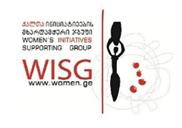 ქალთა ინიციატივების
მხარდამჭერი ჯგუფი
WOMEN'S INITIATIVES
SUPPORTING GROUP
WISG
www.women.ge